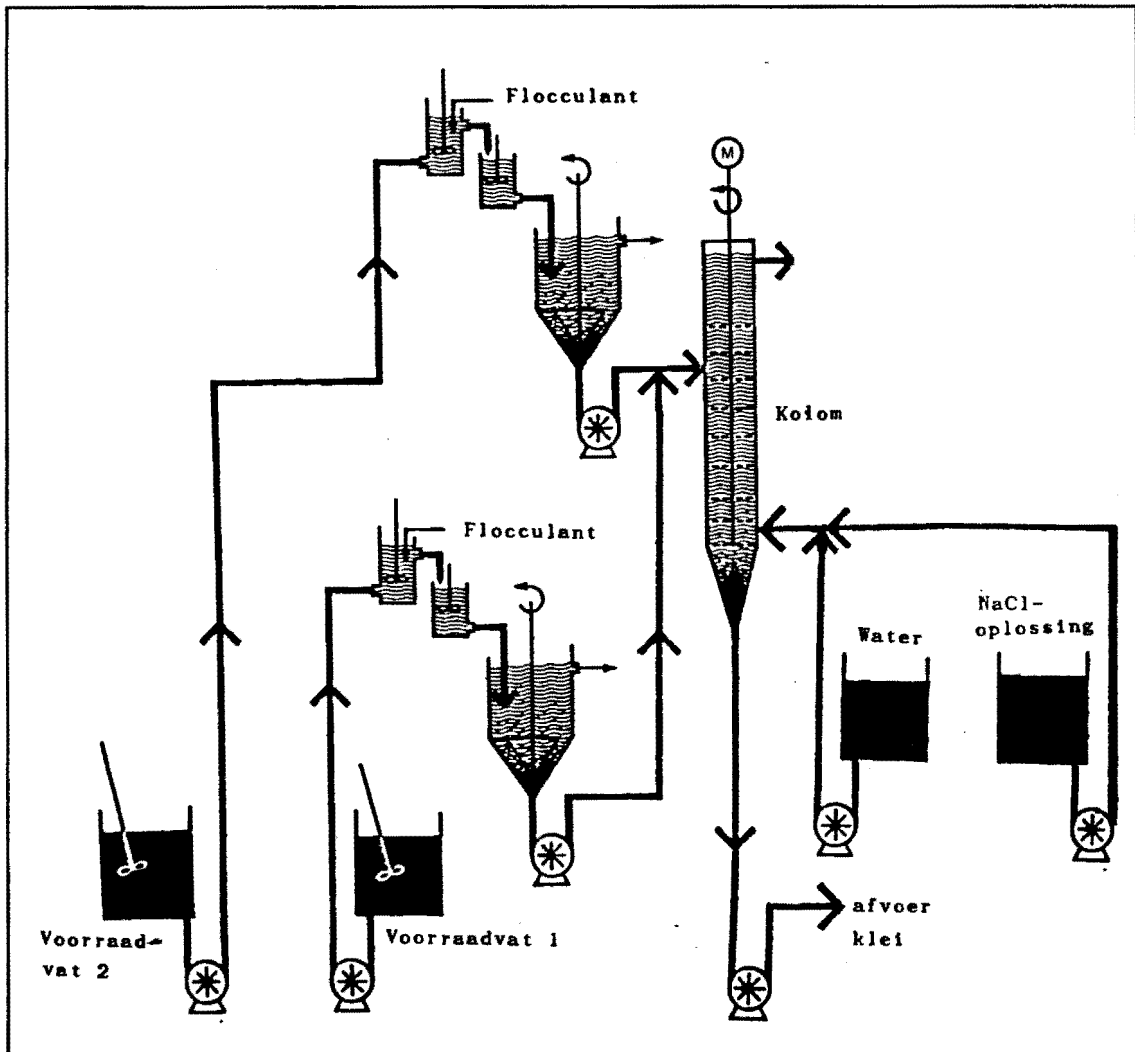 Flocculant
M
Kolom
Flocculant
NaCl-
oplossing
Water
Voorraad-
vat 2
Voorraadvat 1
afvoer
klei